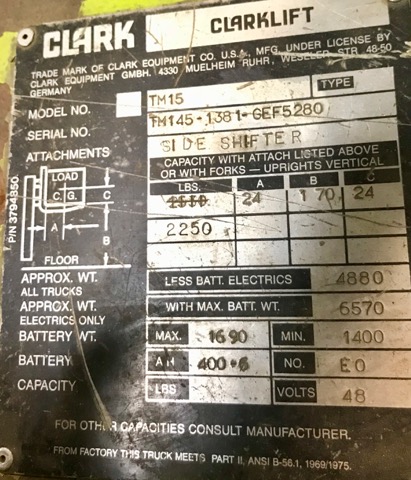 CLARK CLARKLIFT
TRADE MARK OF CLARK EQUIPMENT CO. U.S.A., MFG. UNDER LICENSE BY
CLARK EQUIPMENT GMBH. 4330 MUELHEIM RUHR, WESELER STR 48-50
GERMANY
MODEL NO. TM15 TYPE
SERIAL NO. TM145-1381-GEF5280
ATTACHMENTS SIDE SHIFTER
CAPACITY WITH ATTACH LISTED ABOVE
OR WITH FORKS - UPRIGHTS VERTICAL
LBS. A B C
24 170 24
2250
LOAD
C.G.
C
A
B
FLOOR
P/N 3794850.
APPROX. WT. LESS BATT. ELECTRICS 4880
ALL TRUCKS
APPROX. WT. WITH MAX. BATT. WT. 6570
ELECTRICS ONLY
BATTERY WT. MAX. 1690 MIN. 1400
BATTERY AH 400-6 NO. EO
CAPACITY LBS VOLTS 48
FOR OTHER CAPACITIES CONSULT MANUFACTURER.
FROM FACTORY THIS TRUCK MEETS PART II, ANSI B-56.1, 1969/1975.